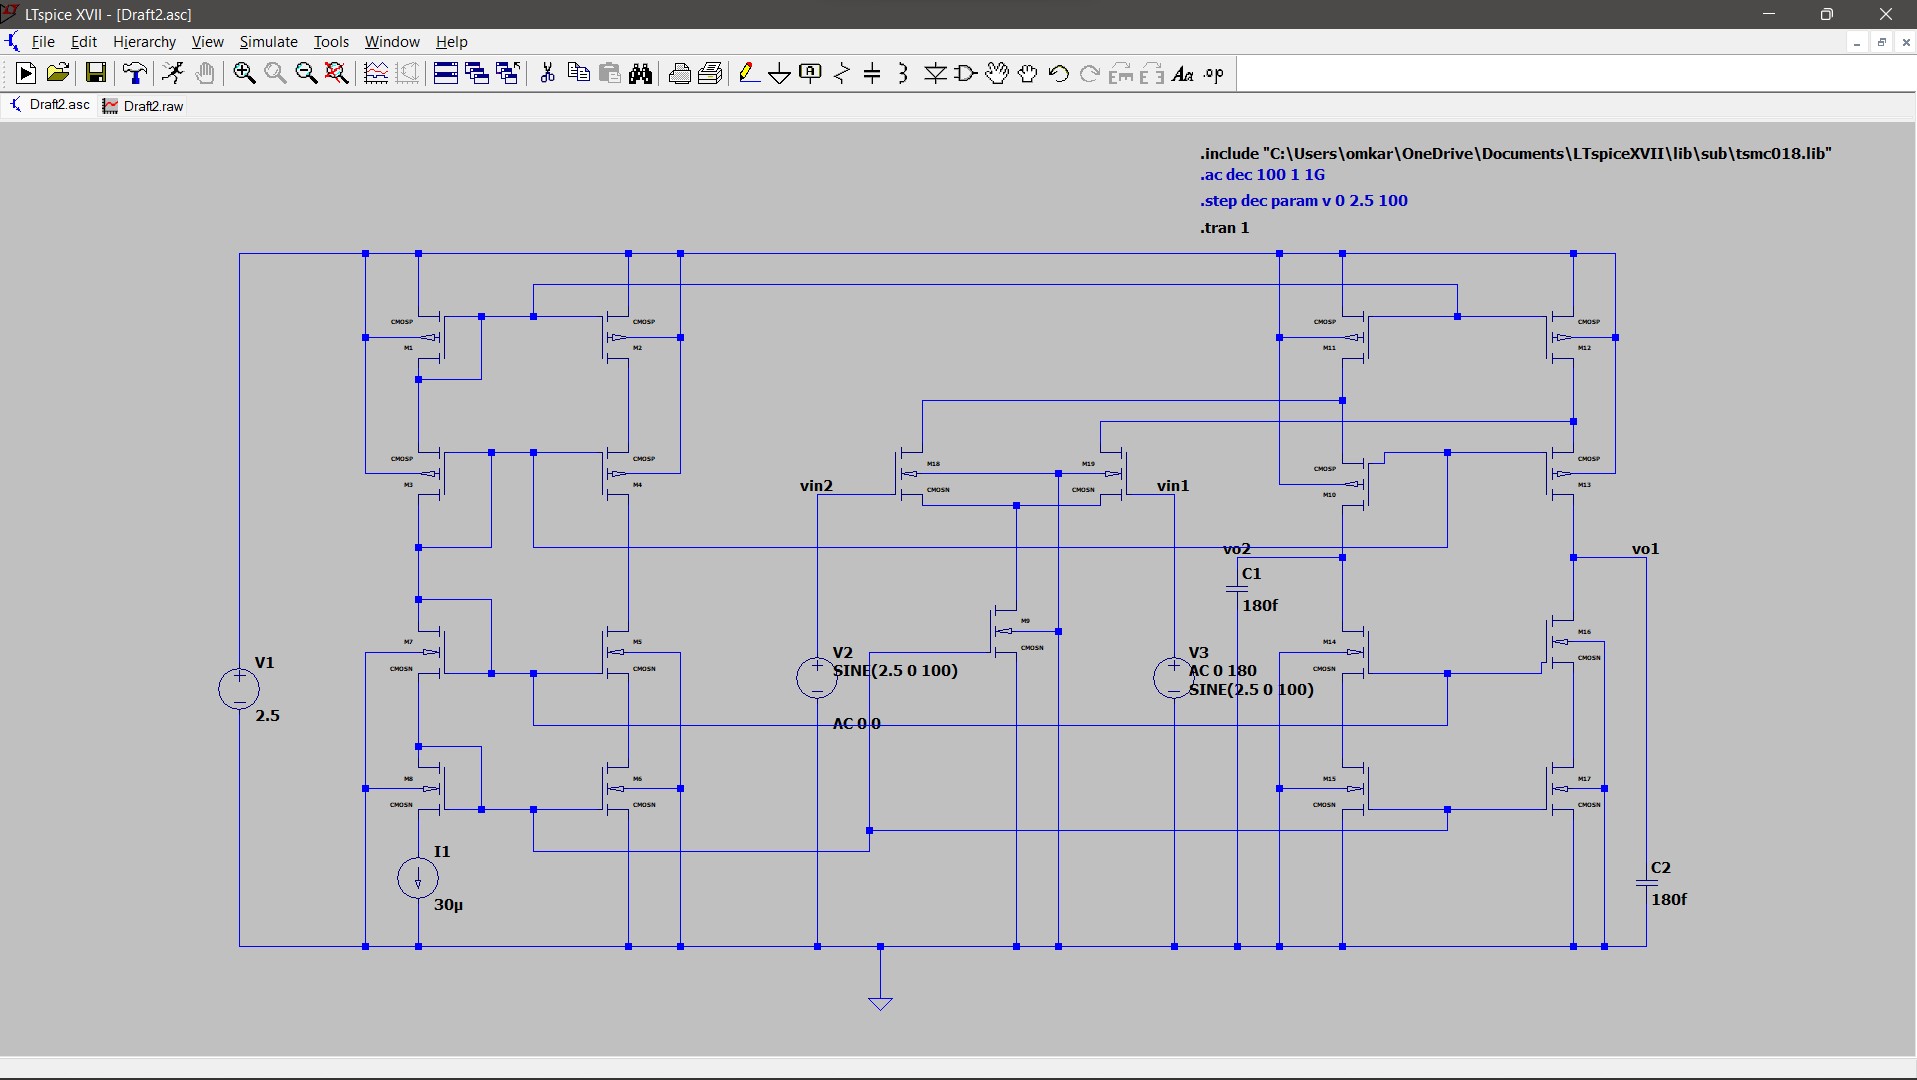 LTspice XVII - [Draft2.asc]
File Edit Hierarchy View Simulate Tools Window Help
.op
Draft2.asc Draft2.raw
.include "C:\Users\omkar\OneDrive\Documents\LTspiceXVII\lib\sub\tsmc018.lib"
.ac dec 100 1 1G
.step dec param v 0 2.5 100
.tran 1
CMOSP
M1
CMOSP
M2
CMOSP
M11
CMOSP
M12
CMOSP
M3
CMOSP
M4
M18
CMOSN
M19
CMOSN
CMOSP
M10
CMOSP
M13
vin2
vin1
vo2
vo1
C1
180f
M7
CMOSN
M5
CMOSN
M9
CMOSN
M14
CMOSN
M16
CMOSN
V1
2.5
V2
SINE(2.5 0 100)
AC 0 0
V3
AC 0 180
SINE(2.5 0 100)
M8
CMOSN
M6
CMOSN
M15
CMOSN
M17
CMOSN
I1
30µ
C2
180f